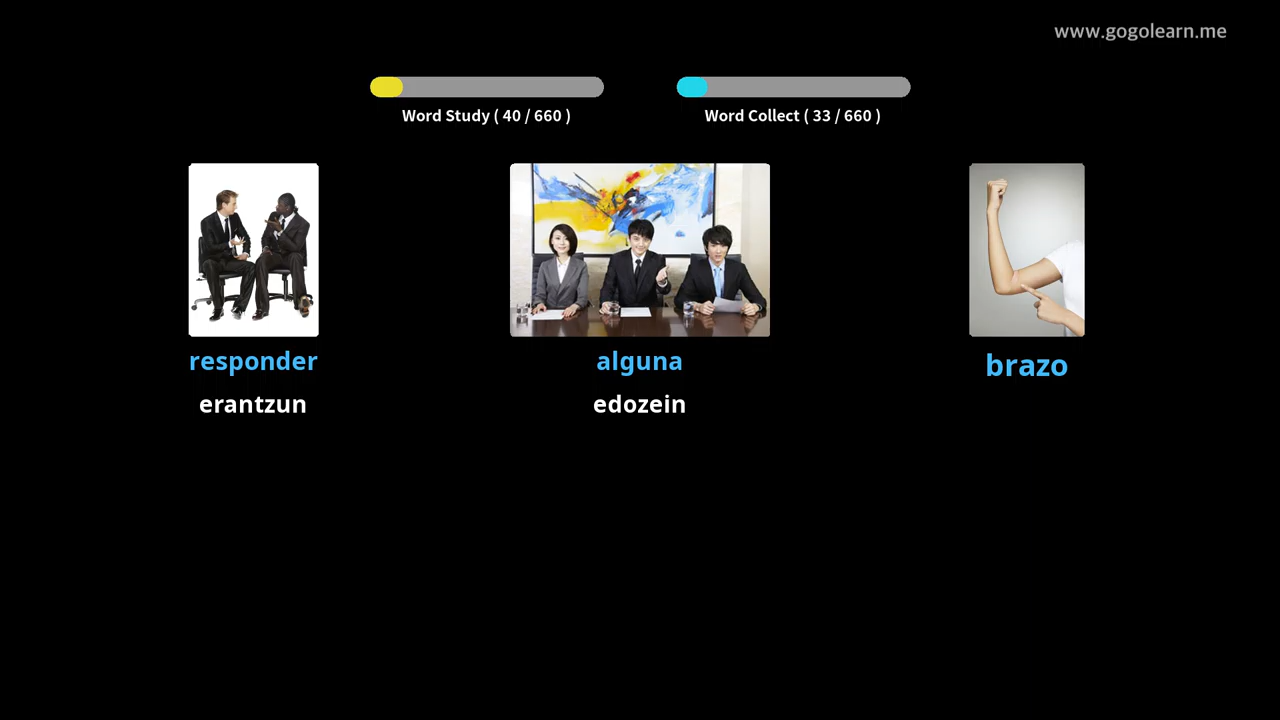 www.gogolearn.me
Word Study ( 40 / 660 )
Word Collect ( 33 / 660 )
responder
alguna
brazo
erantzun
edozein